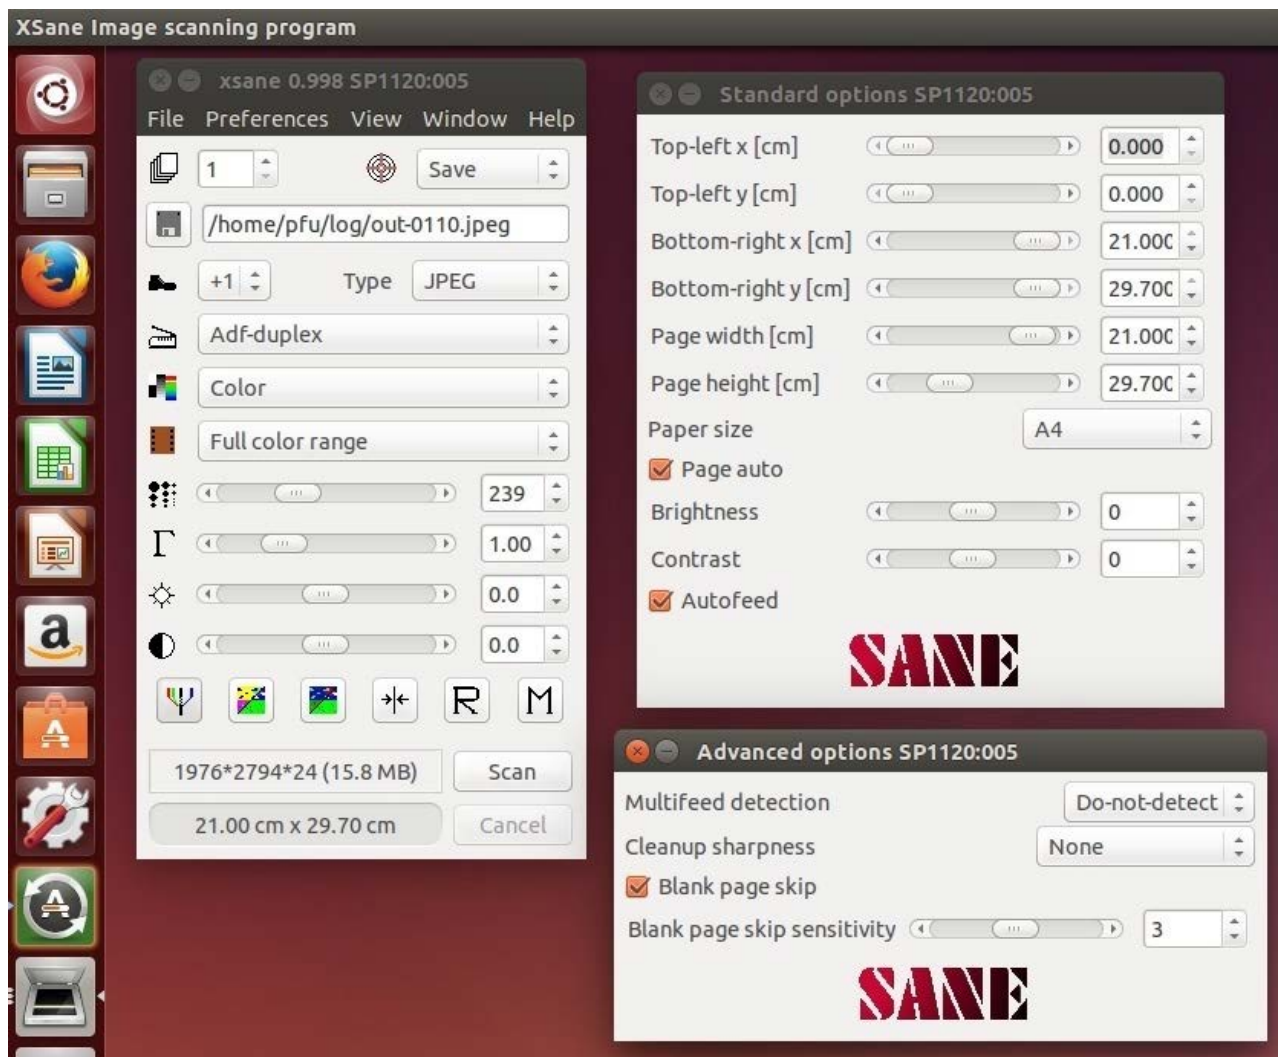 XSane Image scanning program
xsane 0.998 SP1120:005
File Preferences View Window Help
1 Save
/home/pfu/log/out-0110.jpeg
+1 Type JPEG
Adf-duplex
Color
Full color range
239
Γ 1.00
0.0
0.0
R M
1976*2794*24 (15.8 MB) Scan
21.00 cm x 29.70 cm Cancel
Standard options SP1120:005
Top-left x [cm] 0.000
Top-left y [cm] 0.000
Bottom-right x [cm] 21.000
Bottom-right y [cm] 29.700
Page width [cm] 21.000
Page height [cm] 29.700
Paper size A4
Page auto
Brightness 0
Contrast 0
Autofeed
SANE
Advanced options SP1120:005
Multifeed detection Do-not-detect
Cleanup sharpness None
Blank page skip
Blank page skip sensitivity 3
SANE
a